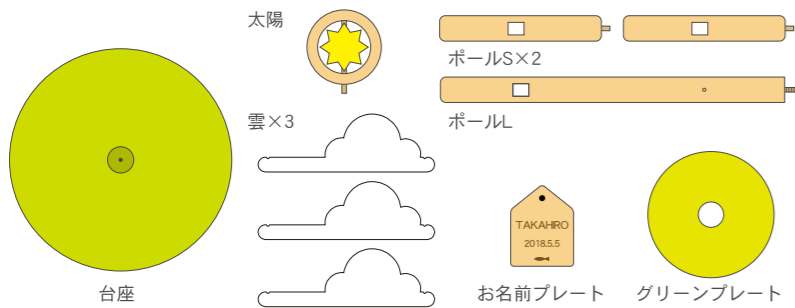 太陽
ポールS×2
雲×3
ポールL
TAKAHRO
2018.5.5
台座
お名前プレート
グリーンプレート